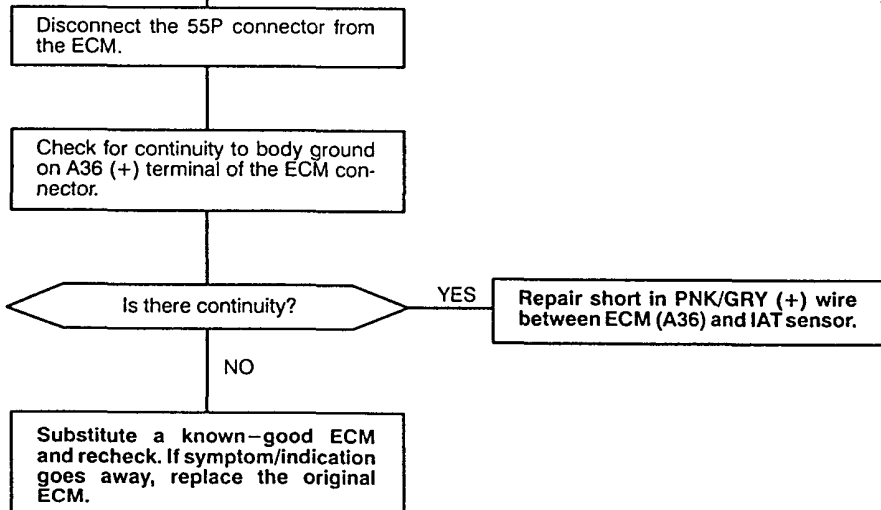 Disconnect the 55P connector from
the ECM.
Check for continuity to body ground
on A36 (+) terminal of the ECM con-
nector.
Is there continuity?
YES
Repair short in PNK/GRY (+) wire
between ECM (A36) and IAT sensor.
NO
Substitute a known–good ECM
and recheck. If symptom/indication
goes away, replace the original
ECM.